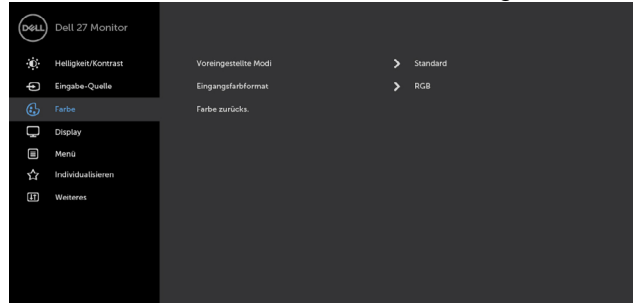 DELL Dell 27 Monitor
Helligkeit/Kontrast Voreingestellte Modi Standard
Eingabe-Quelle Eingangsfarbformat RGB
Farbe Farbe zurücks.
Display
Menü
Individualisieren
Weiteres